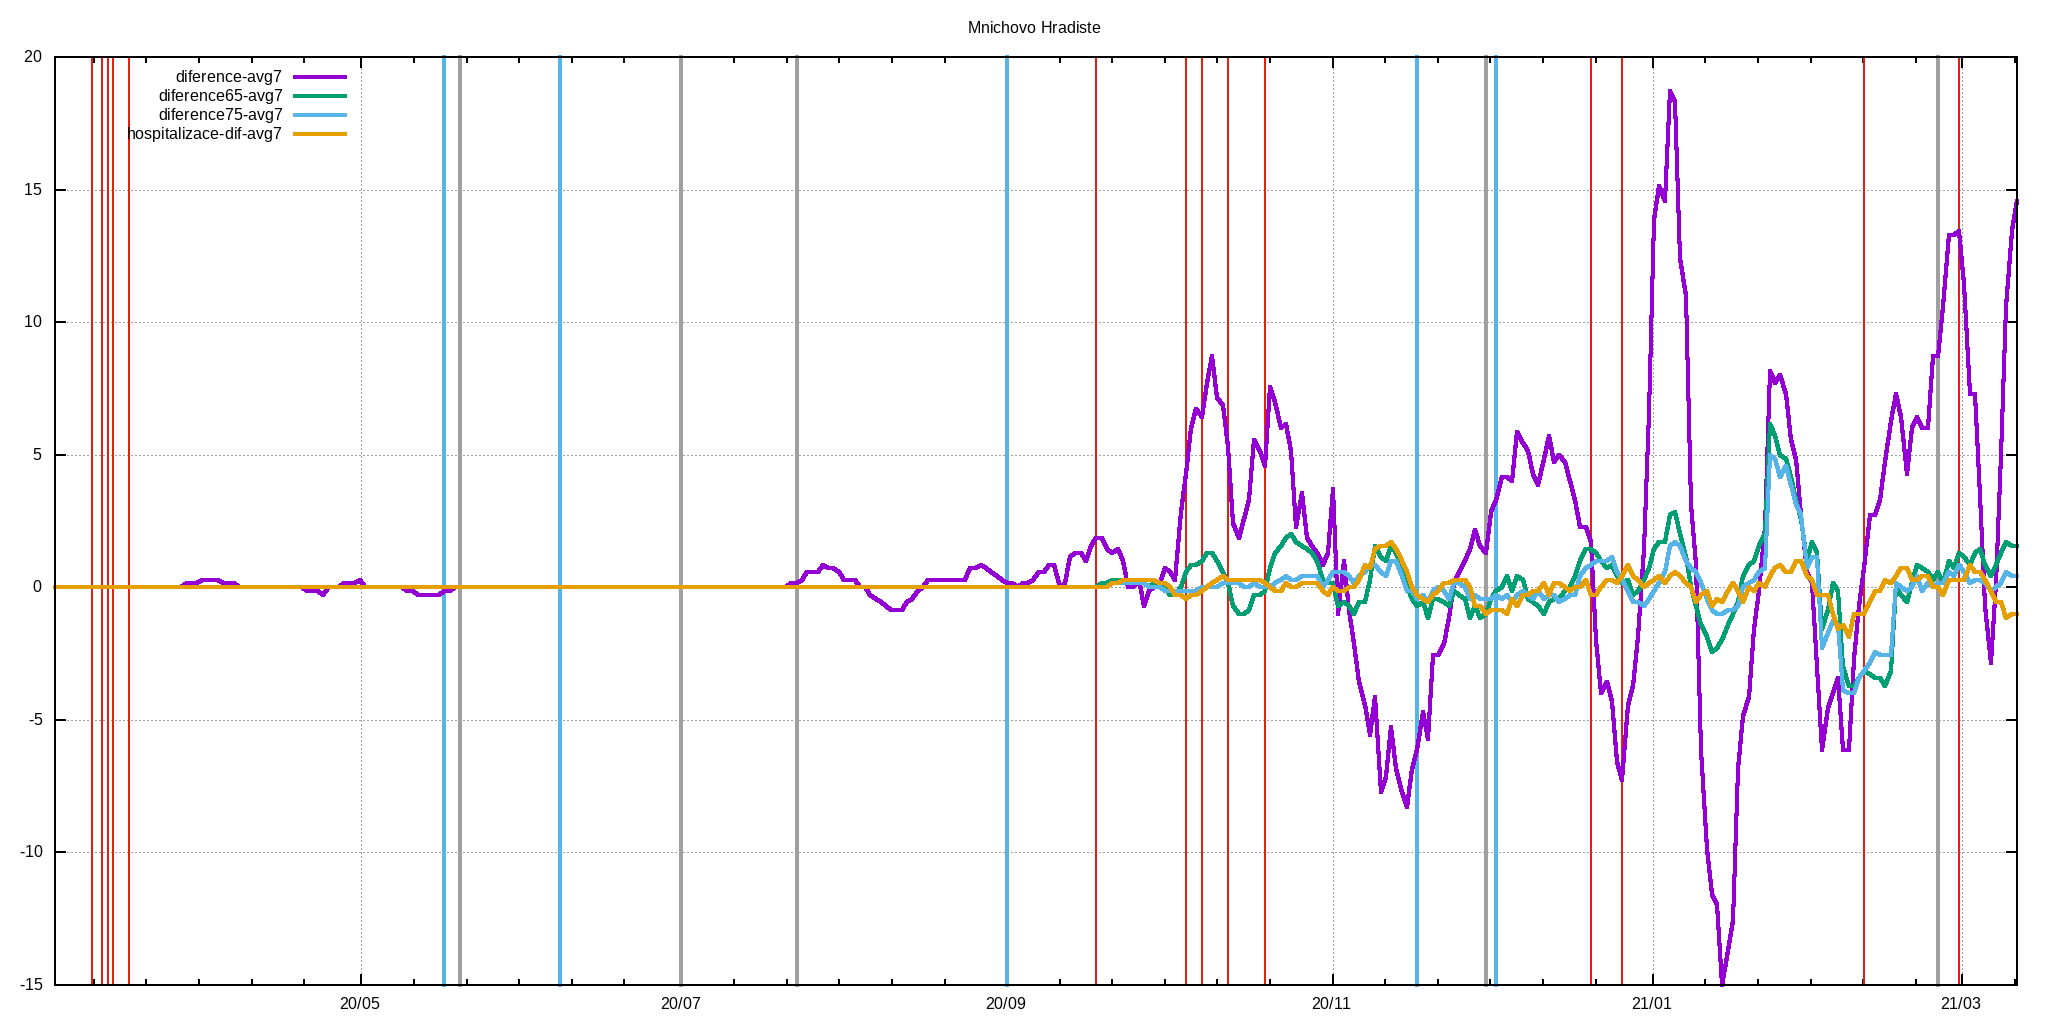 Mnichovo Hradiste
20
diference-avg7
diference65-avg7
diference75-avg7
hospitalizace-dif-avg7
15
10
5
0
-5
-10
-15
20/05
20/07
20/09
20/11
21/01
21/03